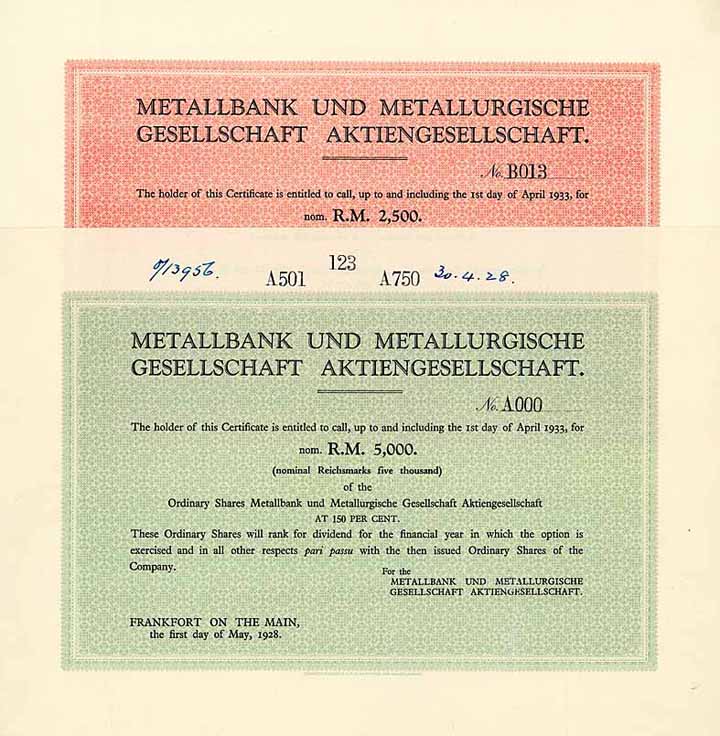 METALLBANK UND METALLURGISCHE
GESELLSCHAFT AKTIENGESELLSCHAFT.
No. B013
The holder of this Certificate is entitled to call, up to and including the 1st day of April 1933, for
nom. R.M. 2,500.
123
A501 A750 30.4.28.
METALLBANK UND METALLURGISCHE
GESELLSCHAFT AKTIENGESELLSCHAFT.
No. A000
The holder of this Certificate is entitled to call, up to and including the 1st day of April 1933, for
nom. R.M. 5,000.
(nominal Reichsmarks five thousand)
of the
Ordinary Shares Metallbank und Metallurgische Gesellschaft Aktiengesellschaft
AT 150 PER CENT.
These Ordinary Shares will rank for dividend for the financial year in which the option is
exercised and in all other respects pari passu with the then issued Ordinary Shares of the
Company.
For the
METALLBANK UND METALLURGISCHE
GESELLSCHAFT AKTIENGESELLSCHAFT.
FRANKFORT ON THE MAIN,
the first day of May, 1928.